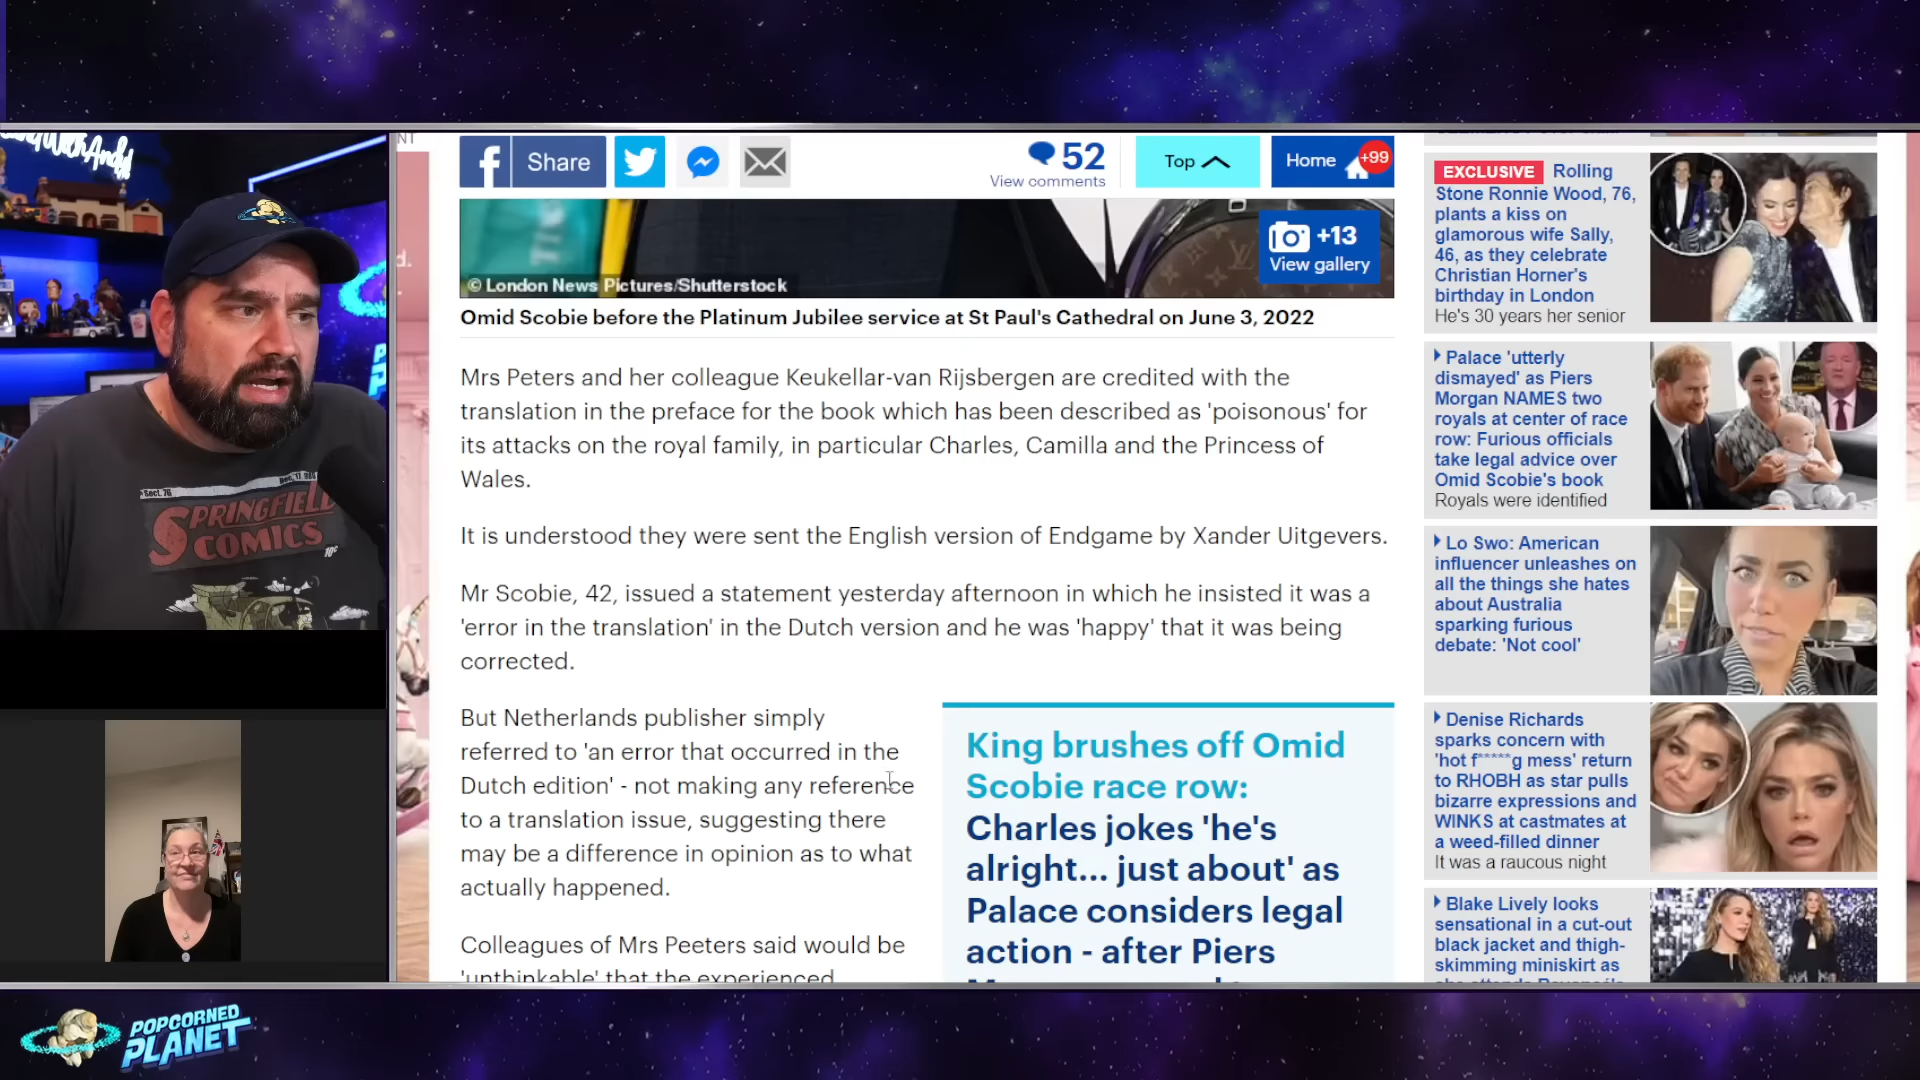 Share
52
View comments
Top
Home
+99
+13
View gallery
© London News Pictures/Shutterstock
Omid Scobie before the Platinum Jubilee service at St Paul's Cathedral on June 3, 2022
Mrs Peters and her colleague Keukellar-van Rijsbergen are credited with the
translation in the preface for the book which has been described as 'poisonous' for
its attacks on the royal family, in particular Charles, Camilla and the Princess of
Wales.
It is understood they were sent the English version of Endgame by Xander Uitgevers.
Mr Scobie, 42, issued a statement yesterday afternoon in which he insisted it was a
'error in the translation' in the Dutch version and he was 'happy' that it was being
corrected.
But Netherlands publisher simply
referred to 'an error that occurred in the
Dutch edition' - not making any reference
to a translation issue, suggesting there
may be a difference in opinion as to what
actually happened.
Colleagues of Mrs Peeters said would be
'unthinkable' that the experienced
King brushes off Omid
Scobie race row:
Charles jokes 'he's
alright... just about' as
Palace considers legal
action - after Piers
EXCLUSIVE Rolling
Stone Ronnie Wood, 76,
plants a kiss on
glamorous wife Sally,
46, as they celebrate
Christian Horner's
birthday in London
He's 30 years her senior
Palace 'utterly
dismayed' as Piers
Morgan NAMES two
royals at center of race
row: Furious officials
take legal advice over
Omid Scobie's book
Royals were identified
Lo Swo: American
influencer unleashes on
all the things she hates
about Australia
sparking furious
debate: 'Not cool'
Denise Richards
sparks concern with
'hot f*****g mess' return
to RHOBH as star pulls
bizarre expressions and
WINKS at castmates at
a weed-filled dinner
It was a raucous night
Blake Lively looks
sensational in a cut-out
black jacket and thigh-
skimming miniskirt as
Sect. 76
SPRINGFIELD
COMICS
10¢
POPCORNED
PLANET